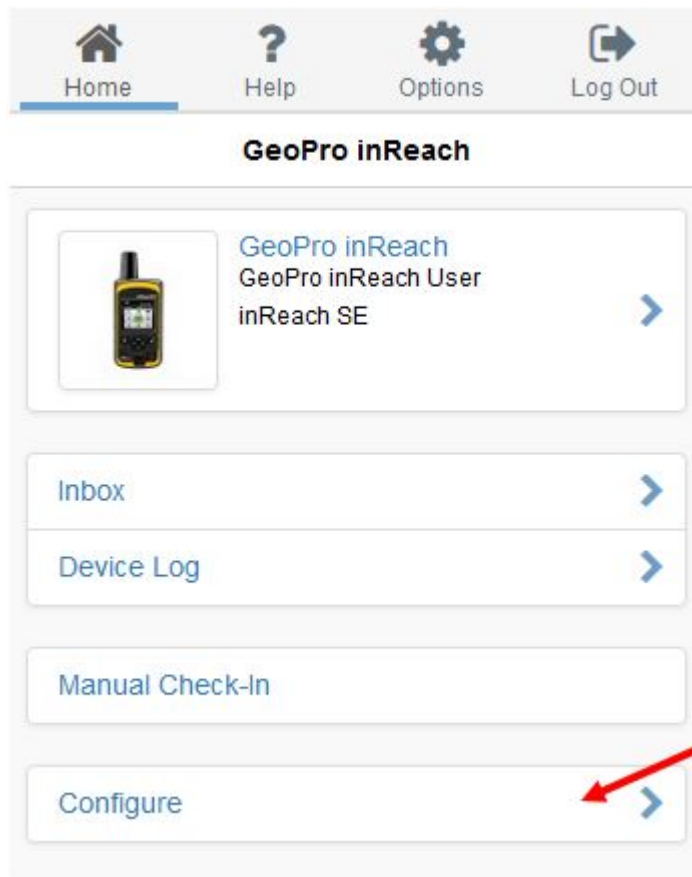 Home Help Options Log Out
GeoPro inReach
GeoPro inReach
GeoPro inReach User
inReach SE
Inbox
Device Log
Manual Check-In
Configure